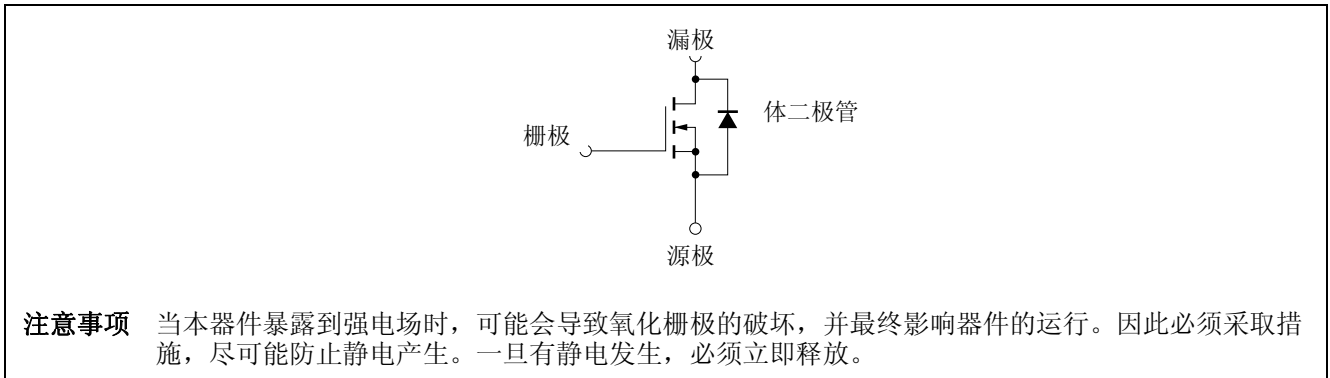 漏极
体二极管
栅极
源极
注意事项 当本器件暴露到强电场时，可能会导致氧化栅极的破坏，并最终影响器件的运行。因此必须采取措
施，尽可能防止静电产生。一旦有静电发生，必须立即释放。